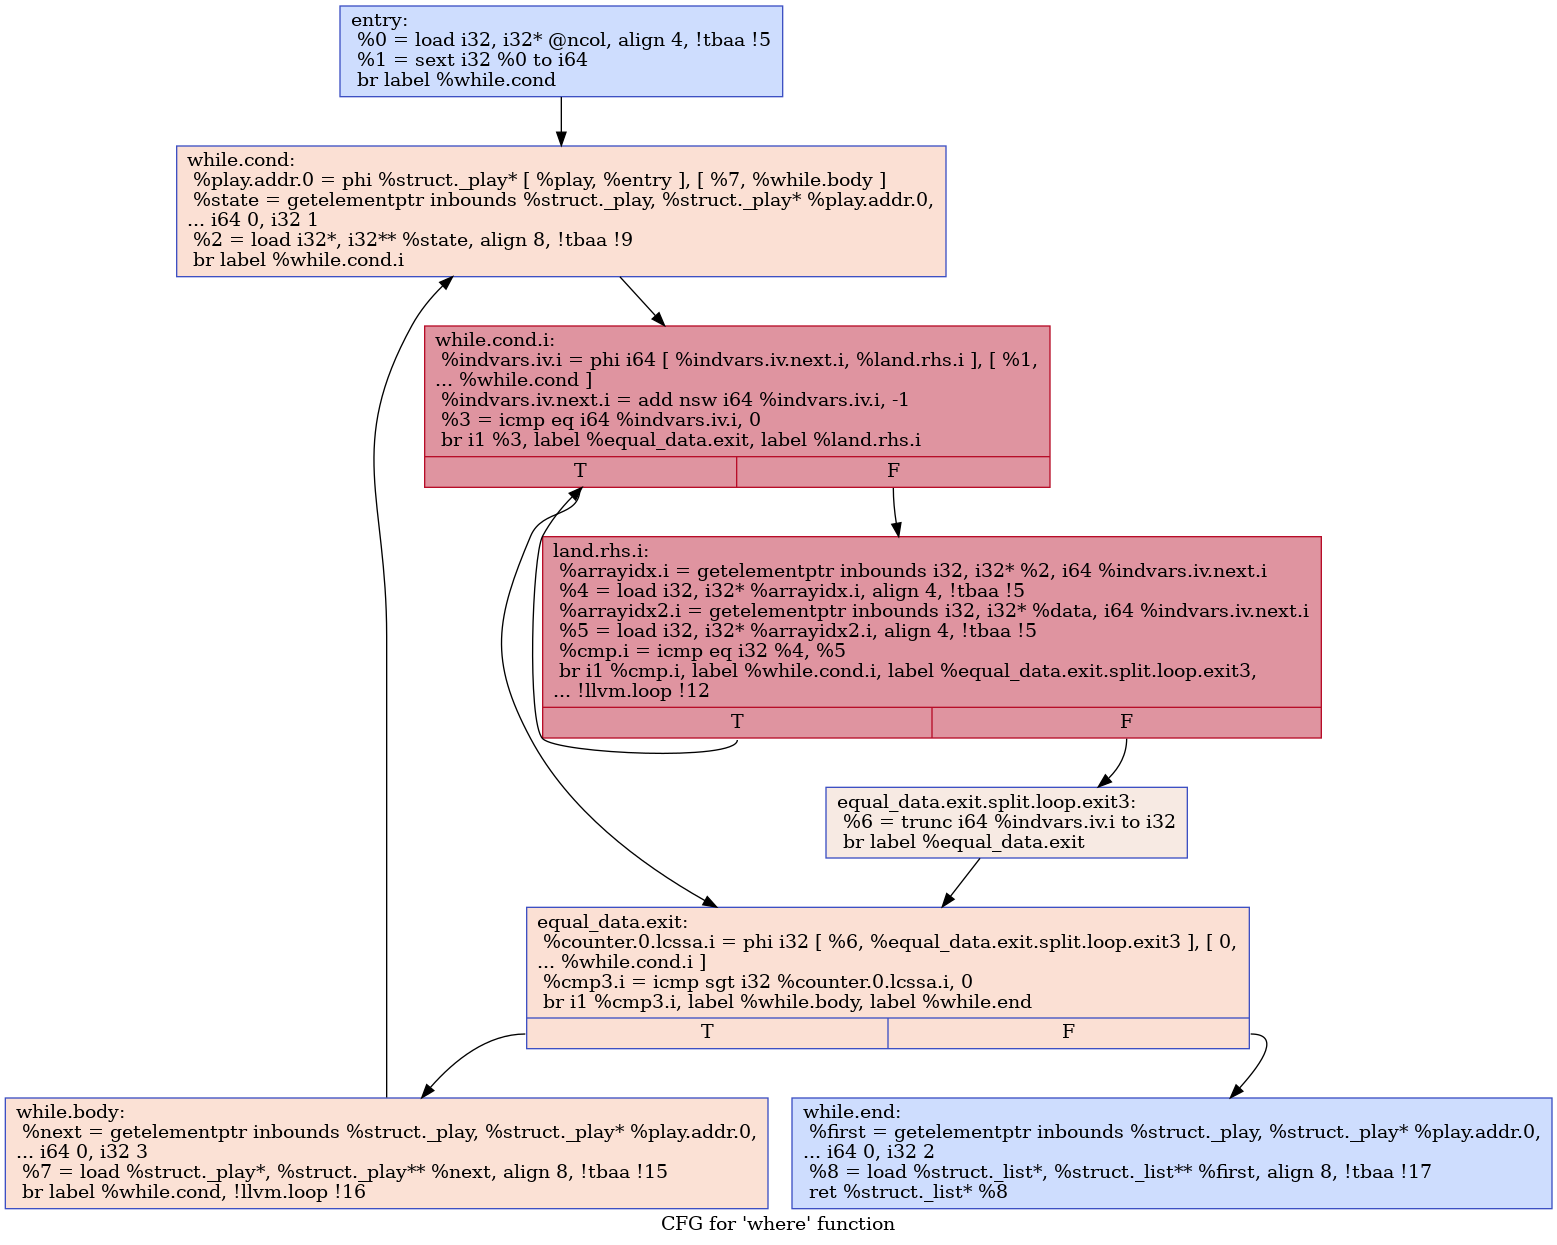 entry:
%0 = load i32, i32* @ncol, align 4, !tbaa !5
%1 = sext i32 %0 to i64
br label %while.cond
while.cond:
%play.addr.0 = phi %struct._play* [ %play, %entry ], [ %7, %while.body ]
%state = getelementptr inbounds %struct._play, %struct._play* %play.addr.0,
... i64 0, i32 1
%2 = load i32*, i32** %state, align 8, !tbaa !9
br label %while.cond.i
while.cond.i:
%indvars.iv.i = phi i64 [ %indvars.iv.next.i, %land.rhs.i ], [ %1,
... %while.cond ]
%indvars.iv.next.i = add nsw i64 %indvars.iv.i, -1
%3 = icmp eq i64 %indvars.iv.i, 0
br i1 %3, label %equal_data.exit, label %land.rhs.i
T F
land.rhs.i:
%arrayidx.i = getelementptr inbounds i32, i32* %2, i64 %indvars.iv.next.i
%4 = load i32, i32* %arrayidx.i, align 4, !tbaa !5
%arrayidx2.i = getelementptr inbounds i32, i32* %data, i64 %indvars.iv.next.i
%5 = load i32, i32* %arrayidx2.i, align 4, !tbaa !5
%cmp.i = icmp eq i32 %4, %5
br i1 %cmp.i, label %while.cond.i, label %equal_data.exit.split.loop.exit3,
... !llvm.loop !12
T F
equal_data.exit.split.loop.exit3:
%6 = trunc i64 %indvars.iv.i to i32
br label %equal_data.exit
equal_data.exit:
%counter.0.lcssa.i = phi i32 [ %6, %equal_data.exit.split.loop.exit3 ], [ 0,
... %while.cond.i ]
%cmp3.i = icmp sgt i32 %counter.0.lcssa.i, 0
br i1 %cmp3.i, label %while.body, label %while.end
T F
while.body:
%next = getelementptr inbounds %struct._play, %struct._play* %play.addr.0,
... i64 0, i32 3
%7 = load %struct._play*, %struct._play** %next, align 8, !tbaa !15
br label %while.cond, !llvm.loop !16
while.end:
%first = getelementptr inbounds %struct._play, %struct._play* %play.addr.0,
... i64 0, i32 2
%8 = load %struct._list*, %struct._list** %first, align 8, !tbaa !17
ret %struct._list* %8
CFG for 'where' function